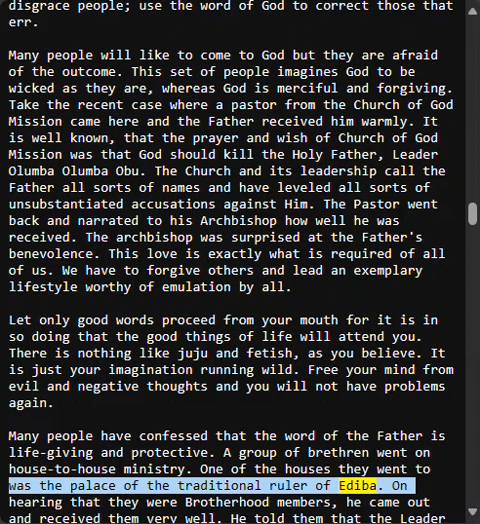 disgrace people; use the word of God to correct those that
err.
Many people will like to come to God but they are afraid
of the outcome. This set of people imagines God to be
wicked as they are, whereas God is merciful and forgiving.
Take the recent case where a pastor from the Church of God
Mission came here and the Father received him warmly. It
is well known, that the prayer and wish of Church of God
Mission was that God should kill the Holy Father, Leader
Olumba Olumba Obu. The Church and its leadership call the
Father all sorts of names and have leveled all sorts of
unsubstantiated accusations against Him. The Pastor went
back and narrated to his Archbishop how well he was
received. The archbishop was surprised at the Father's
benevolence. This love is exactly what is required of all
of us. We have to forgive others and lead an exemplary
lifestyle worthy of emulation by all.
Let only good words proceed from your mouth for it is in
so doing that the good things of life will attend you.
There is nothing like juju and fetish, as you believe. It
is just your imagination running wild. Free your mind from
evil and negative thoughts and you will not have problems
again.
Many people have confessed that the word of the Father is
life-giving and protective. A group of brethren went on
house-to-house ministry. One of the houses they went to
was the palace of the traditional ruler of Ediba. On
hearing that they were Brotherhood members, he came out
and received them very well. He told them that the Leader